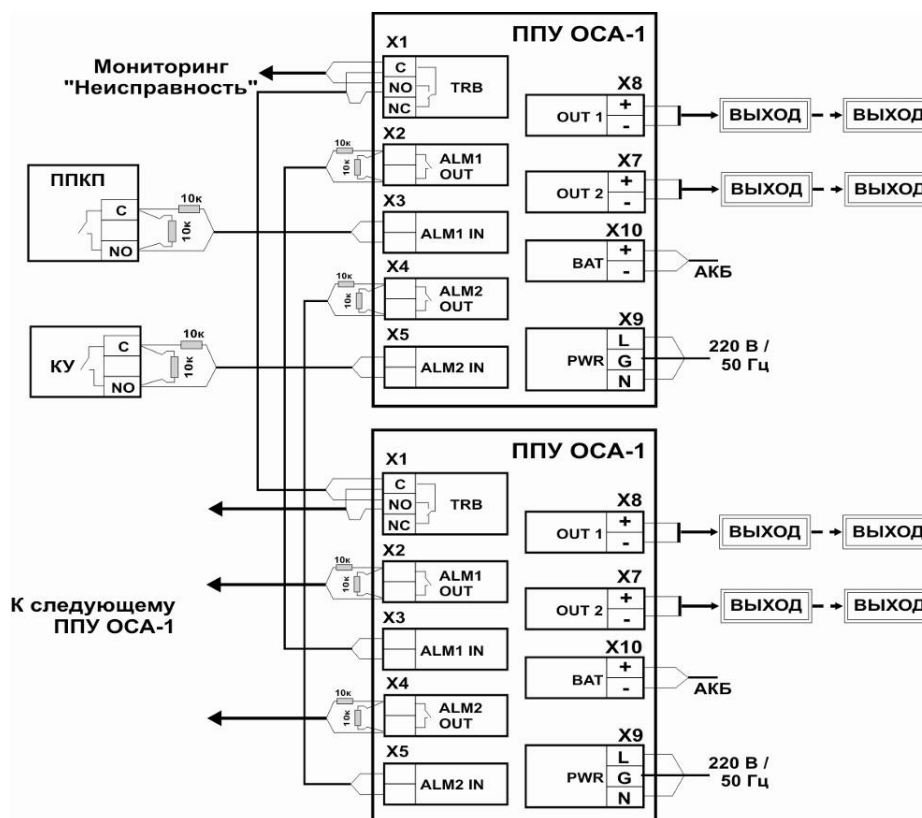 ППУ ОСА-1
X1
Мониторинг
"Неисправность"
C
NO
NC
TRB
X8
OUT 1
+
-
ВЫХОД
ВЫХОД
X2
10к
10к
ALM1
OUT
X7
OUT 2
+
-
ВЫХОД
ВЫХОД
ППКП
C
NO
10к
10к
X3
ALM1 IN
X10
BAT
+
-
АКБ
X4
10к
10к
ALM2
OUT
X9
PWR
L
G
N
220 В /
50 Гц
КУ
C
NO
10к
10к
X5
ALM2 IN
ППУ ОСА-1
X1
C
NO
NC
TRB
X8
OUT 1
+
-
ВЫХОД
ВЫХОД
X2
10к
10к
ALM1
OUT
X7
OUT 2
+
-
ВЫХОД
ВЫХОД
К следующему
ППУ ОСА-1
X3
ALM1 IN
X10
BAT
+
-
АКБ
X4
10к
10к
ALM2
OUT
X9
PWR
L
G
N
220 В /
50 Гц
X5
ALM2 IN